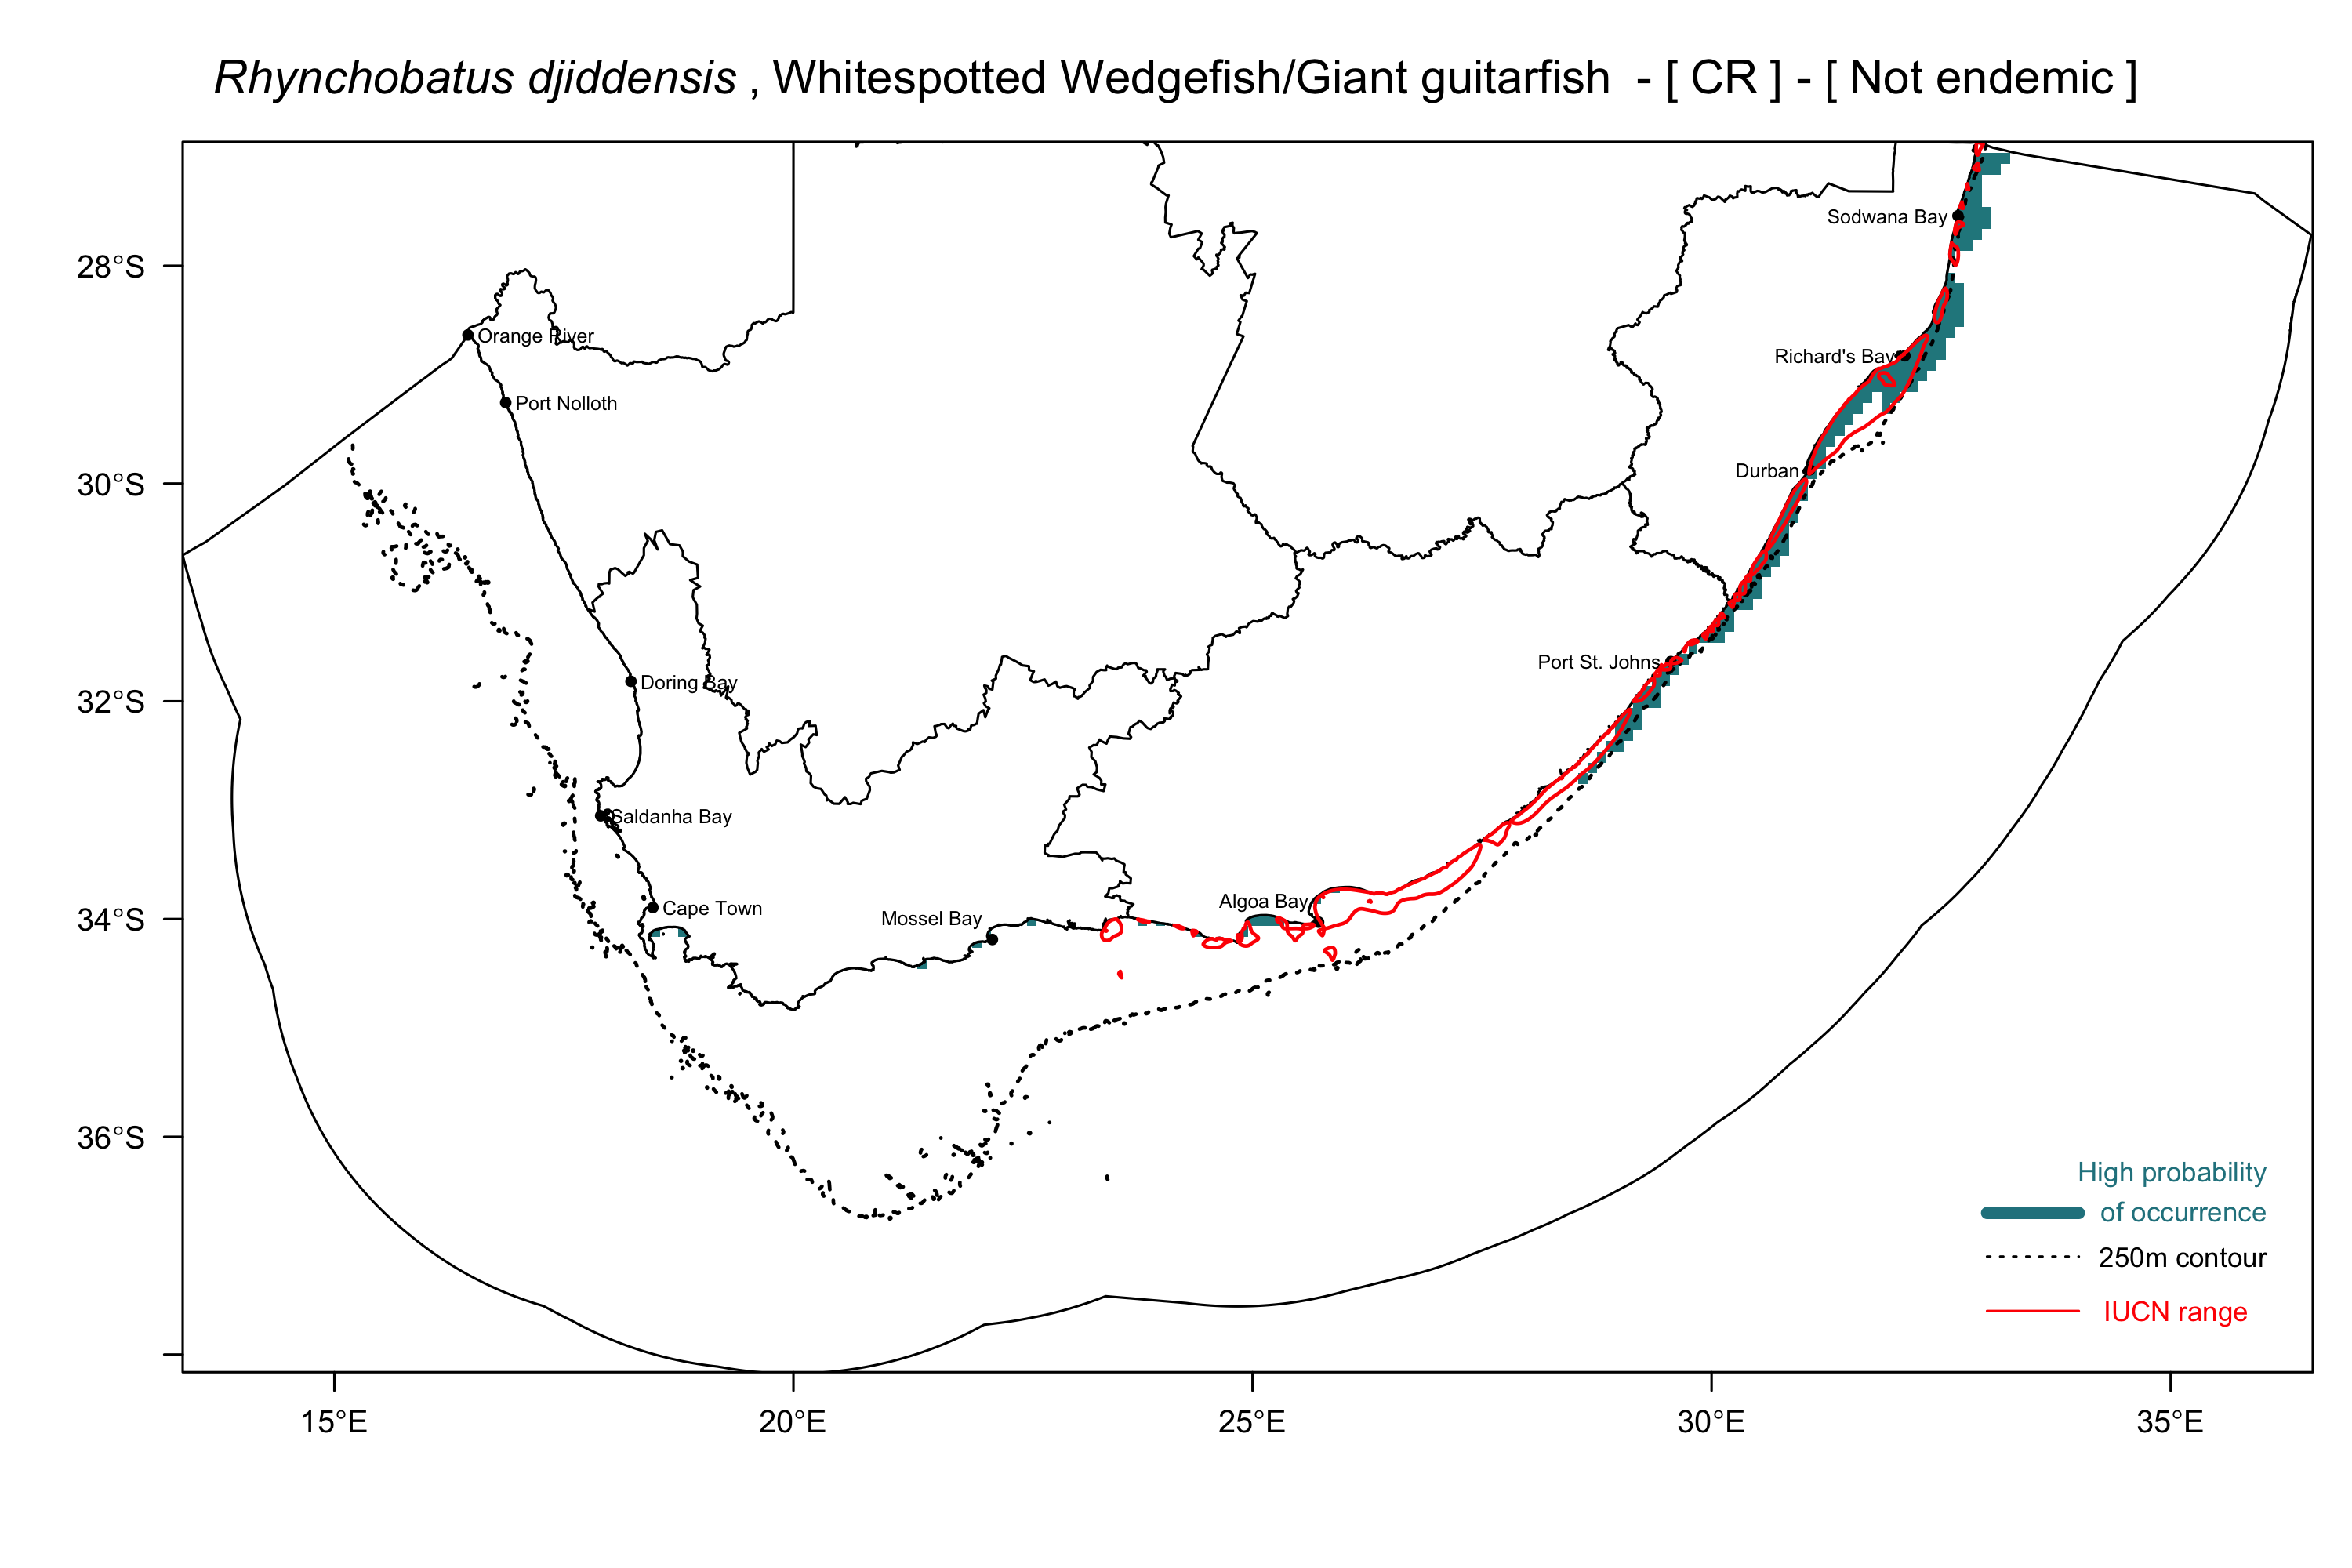 Rhynchobatus djiddensis , Whitespotted Wedgefish/Giant guitarfish - [ CR ] - [ Not endemic ]
Sodwana Bay
28°S
Orange River
Richard's Bay
Port Nolloth
Durban
30°S
Port St. Johns
Doring Bay
32°S
Saldanha Bay
Algoa Bay
Cape Town
Mossel Bay
34°S
36°S
High probability
of occurrence
250m contour
IUCN range
15°E
20°E
25°E
30°E
35°E